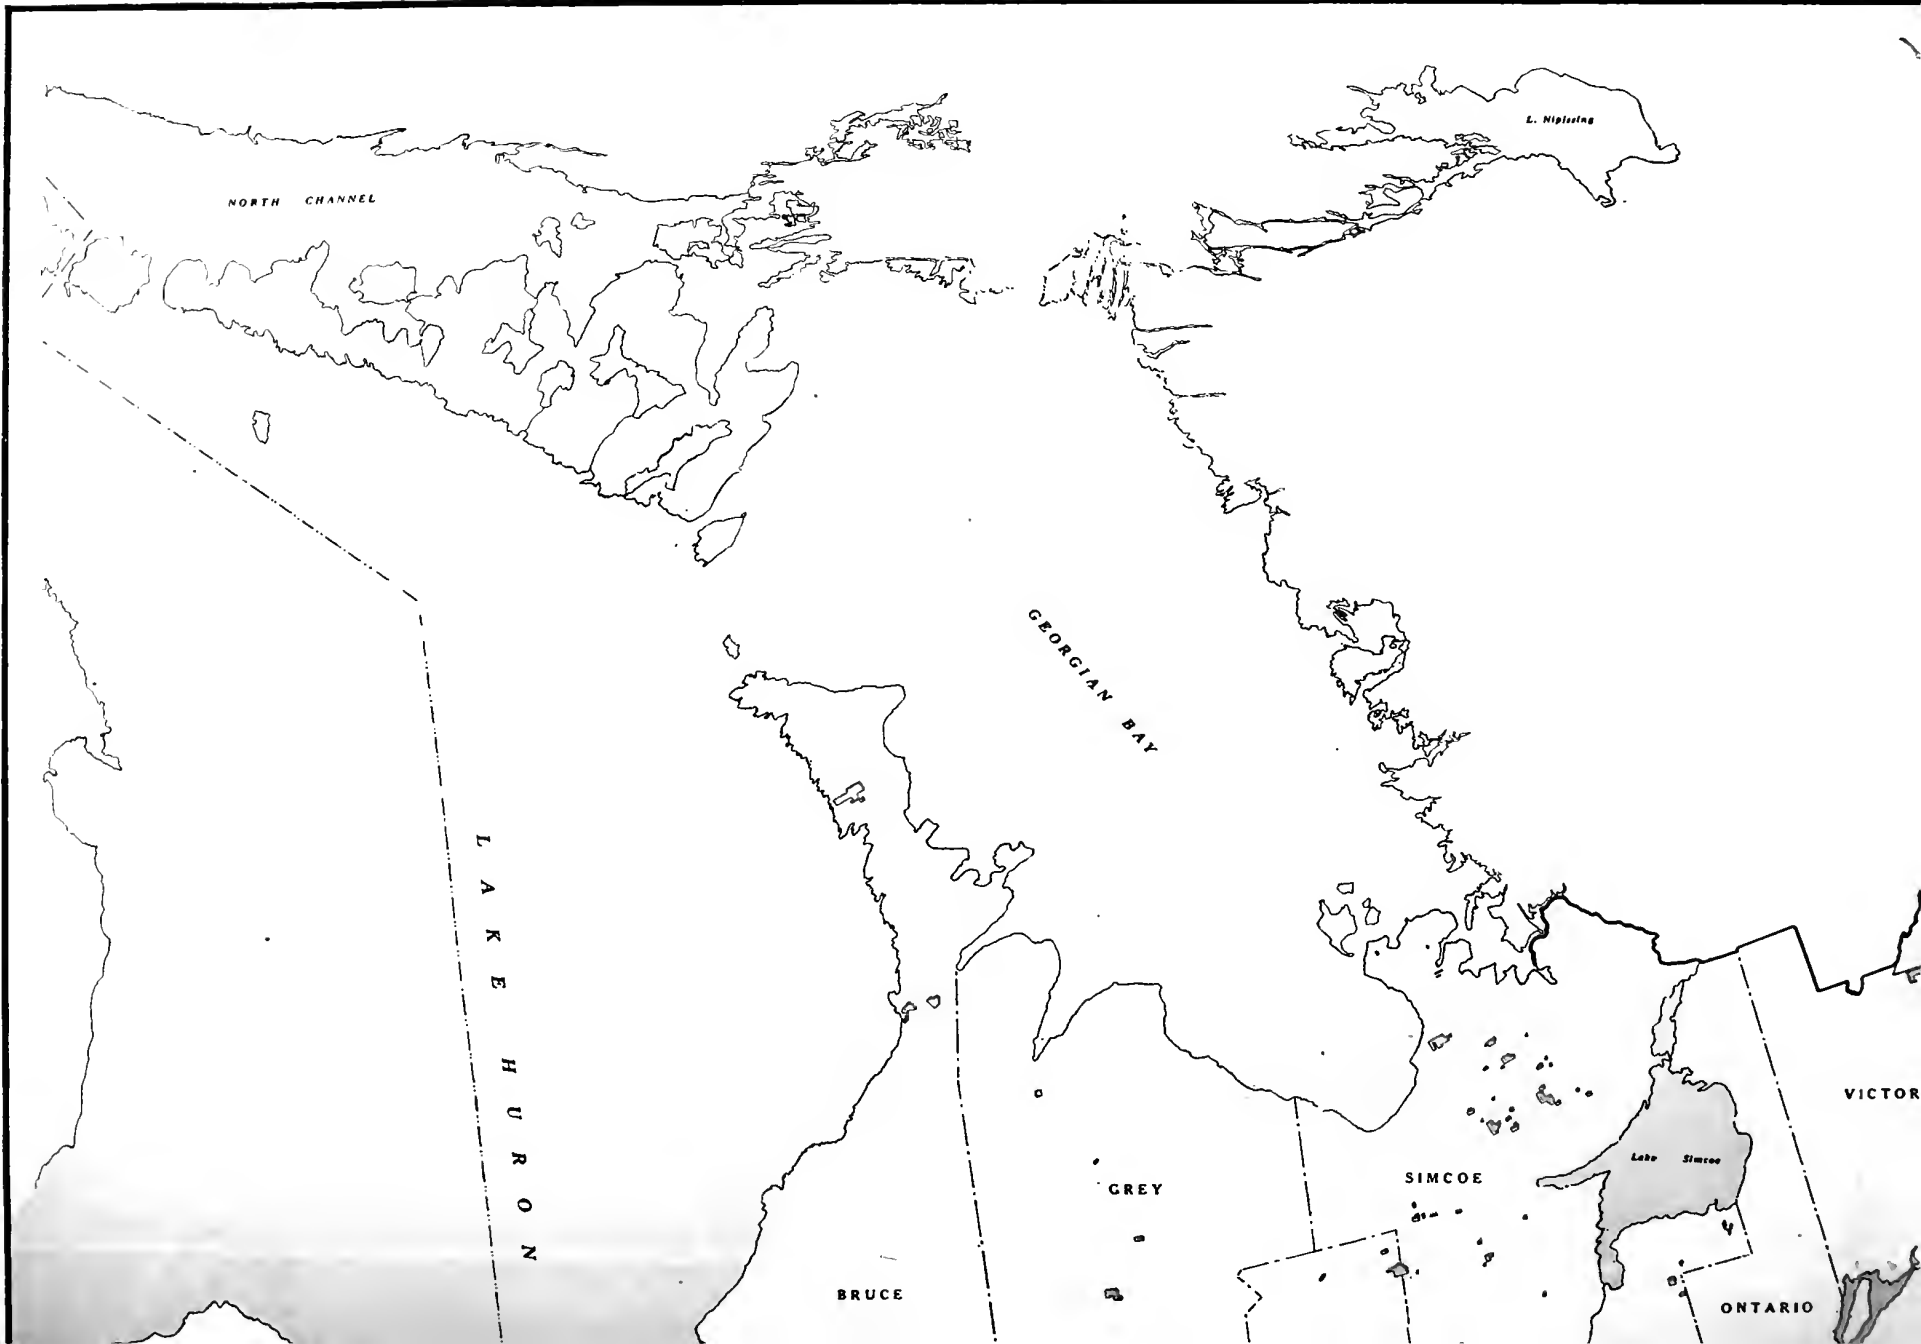 L. Nipissing
NORTH CHANNEL
GEORGIAN BAY
LAKE HURON
VICTOR
Lake Simcoe
GREY
SIMCOE
BRUCE
ONTARIO